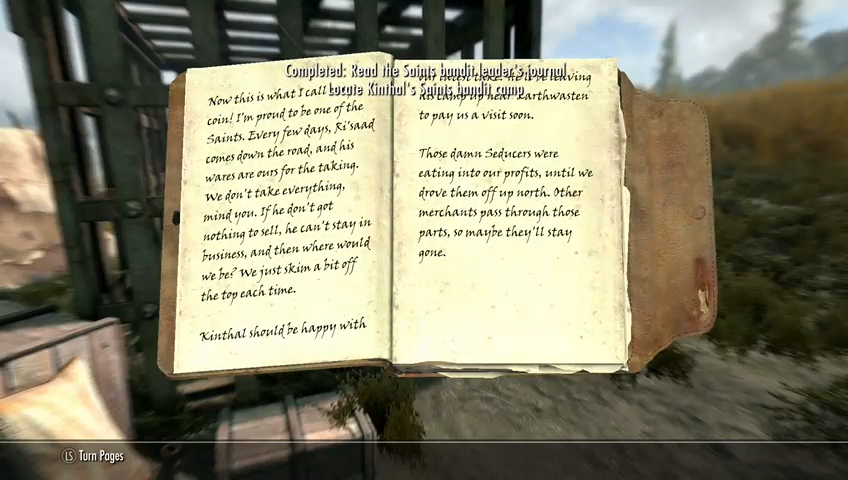 Completed: Read the Saints bandit leader's journal
Locate Kinthal's Saints bandit camp
Now this is what I call
coin! I'm proud to be one of the
Saints. Every few days, Ri'saad
comes down the road, and his
wares are ours for the taking.
We don't take everything,
mind you. If he don't got
nothing to sell, he can't stay in
business, and then where would
we be? We just skim a bit off
the top each time.
Kinthal should be happy with
leaving
his camp up near Karthwasten
to pay us a visit soon.
Those damn Seducers were
eating into our profits, until we
drove them off up north. Other
merchants pass through those
parts, so maybe they'll stay
gone.
LS Turn Pages